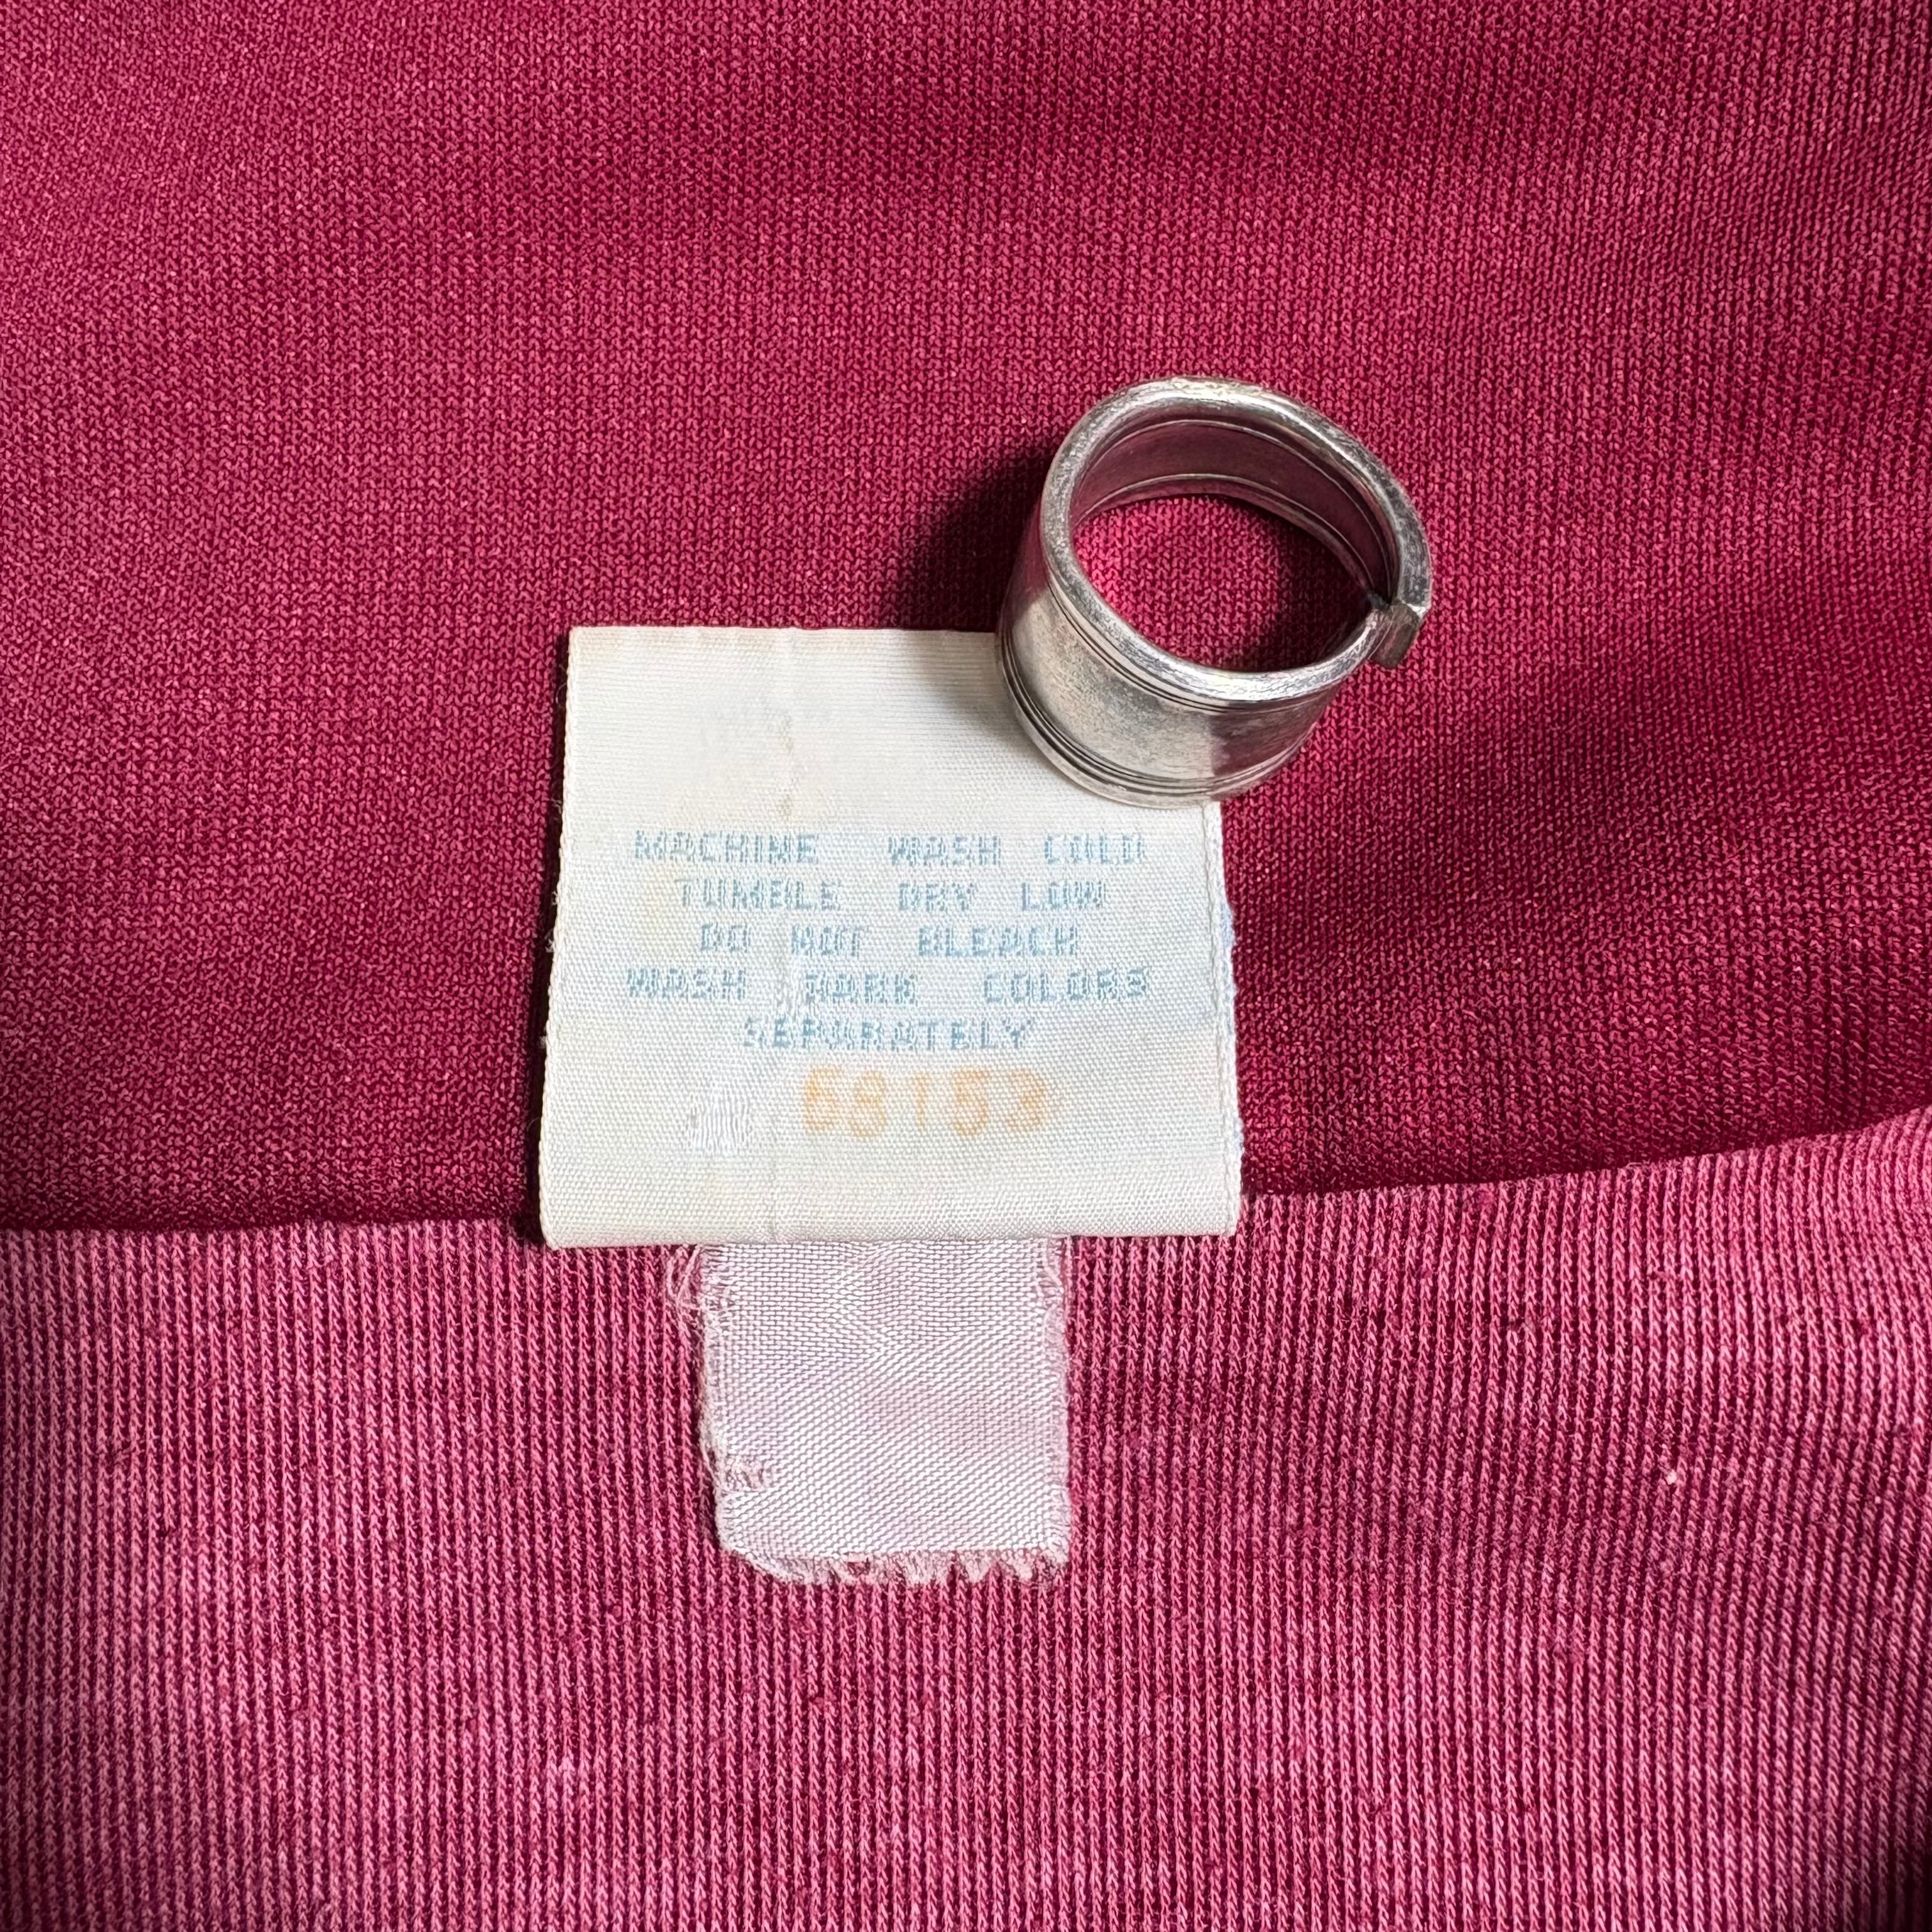 MACHINE WASH COLD
TUMBLE DRY LOW
DO NOT BLEACH
WASH DARK COLORS
SEPARATELY
58153